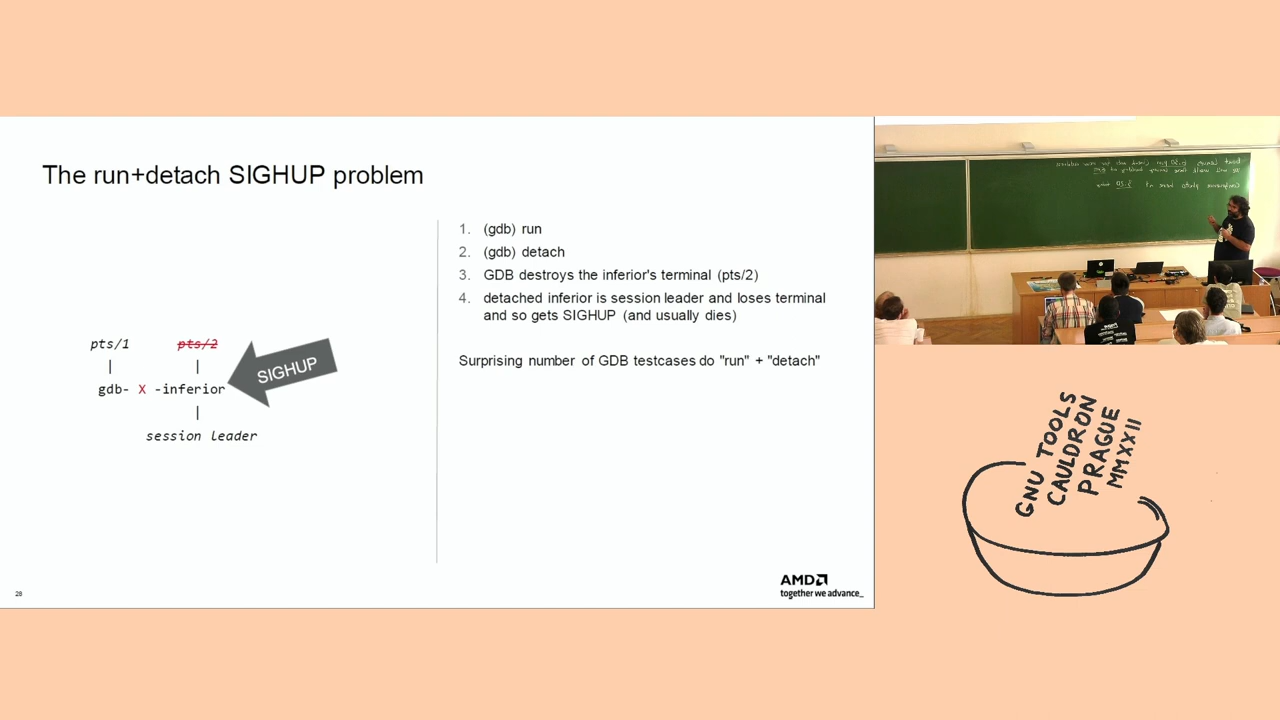 The run+detach SIGHUP problem
1. (gdb) run
2. (gdb) detach
3. GDB destroys the inferior's terminal (pts/2)
4. detached inferior is session leader and loses terminal
and so gets SIGHUP (and usually dies)
Surprising number of GDB testcases do "run" + "detach"
pts/1 pts/2
| |
gdb- X -inferior
|
session leader
SIGHUP
28
AMD
together we advance_
GNU TOOLS
CAULDRON
PRAGUE
MMXXII